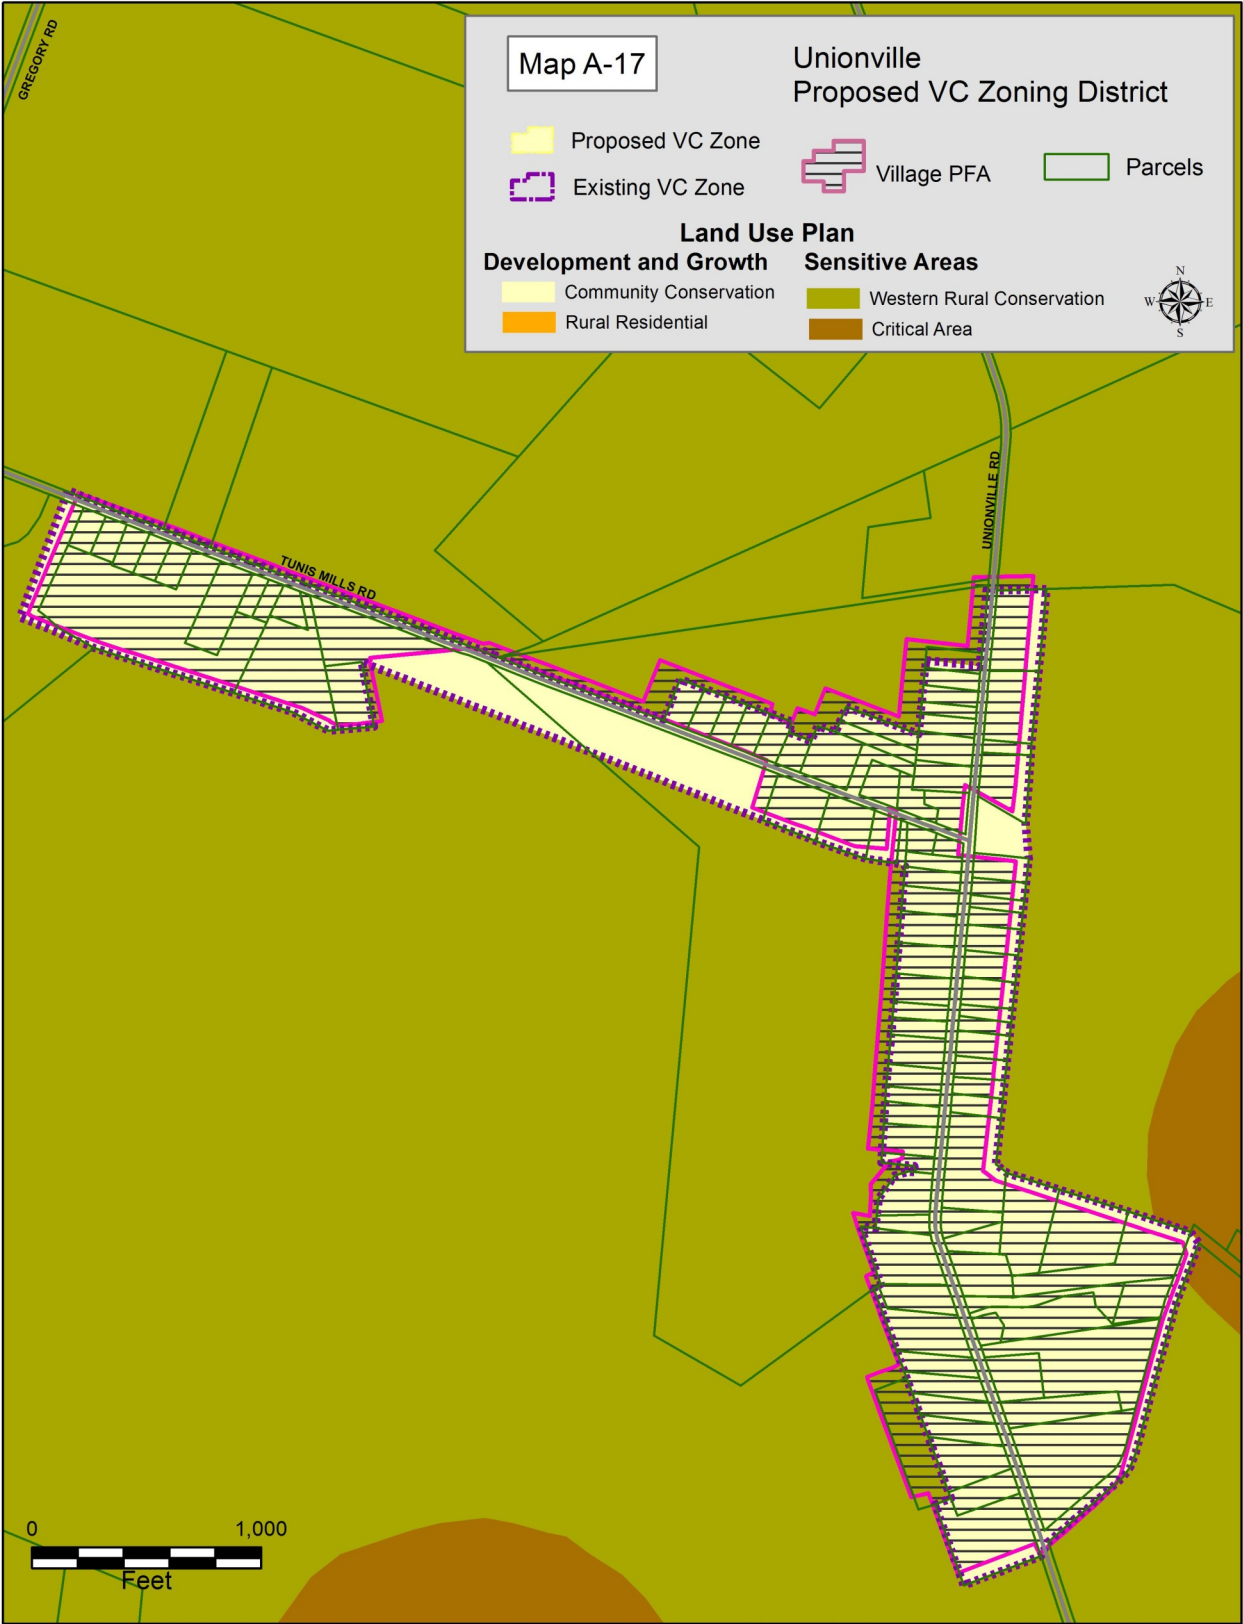 GREGORY RD
Map A-17
Unionville
Proposed VC Zoning District
Proposed VC Zone
Existing VC Zone
Village PFA
Parcels
Land Use Plan
Development and Growth
Sensitive Areas
Community Conservation
Rural Residential
Western Rural Conservation
Critical Area
N
W E
S
UNIONVILLE RD
TUNIS MILLS RD
0 1,000
Feet